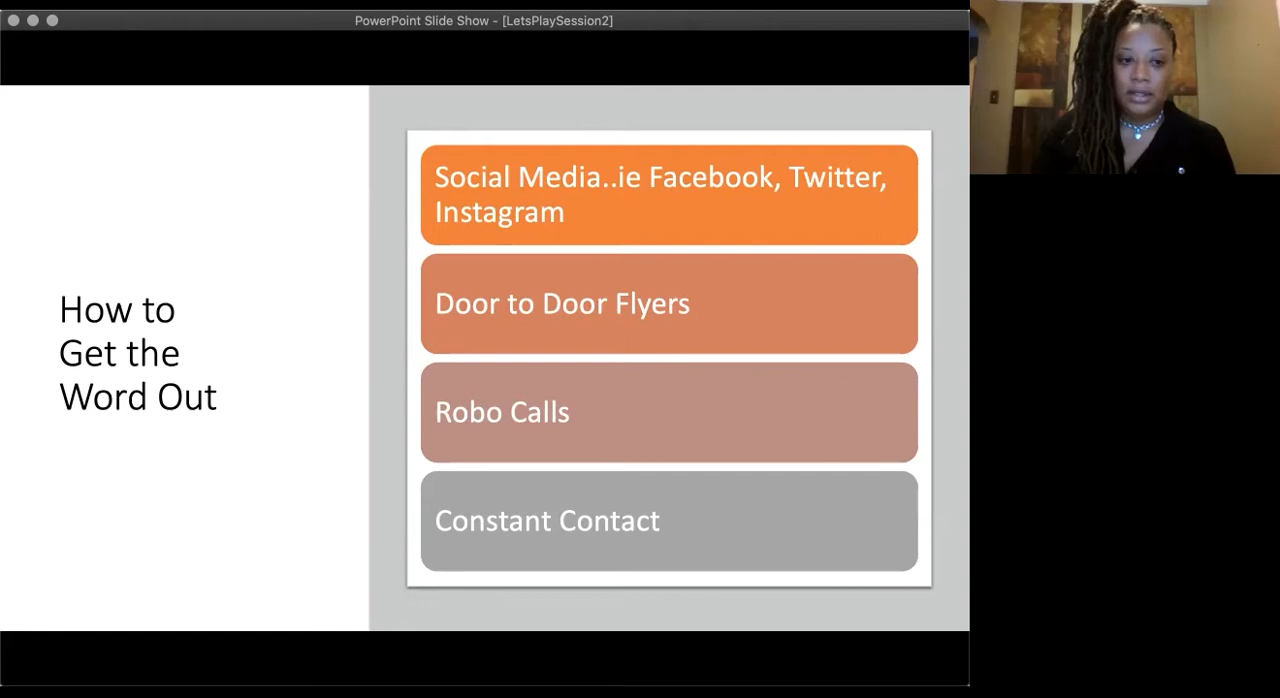 PowerPoint Slide Show - [LetsPlaySession2]
How to
Get the
Word Out
Social Media..ie Facebook, Twitter,
Instagram
Door to Door Flyers
Robo Calls
Constant Contact